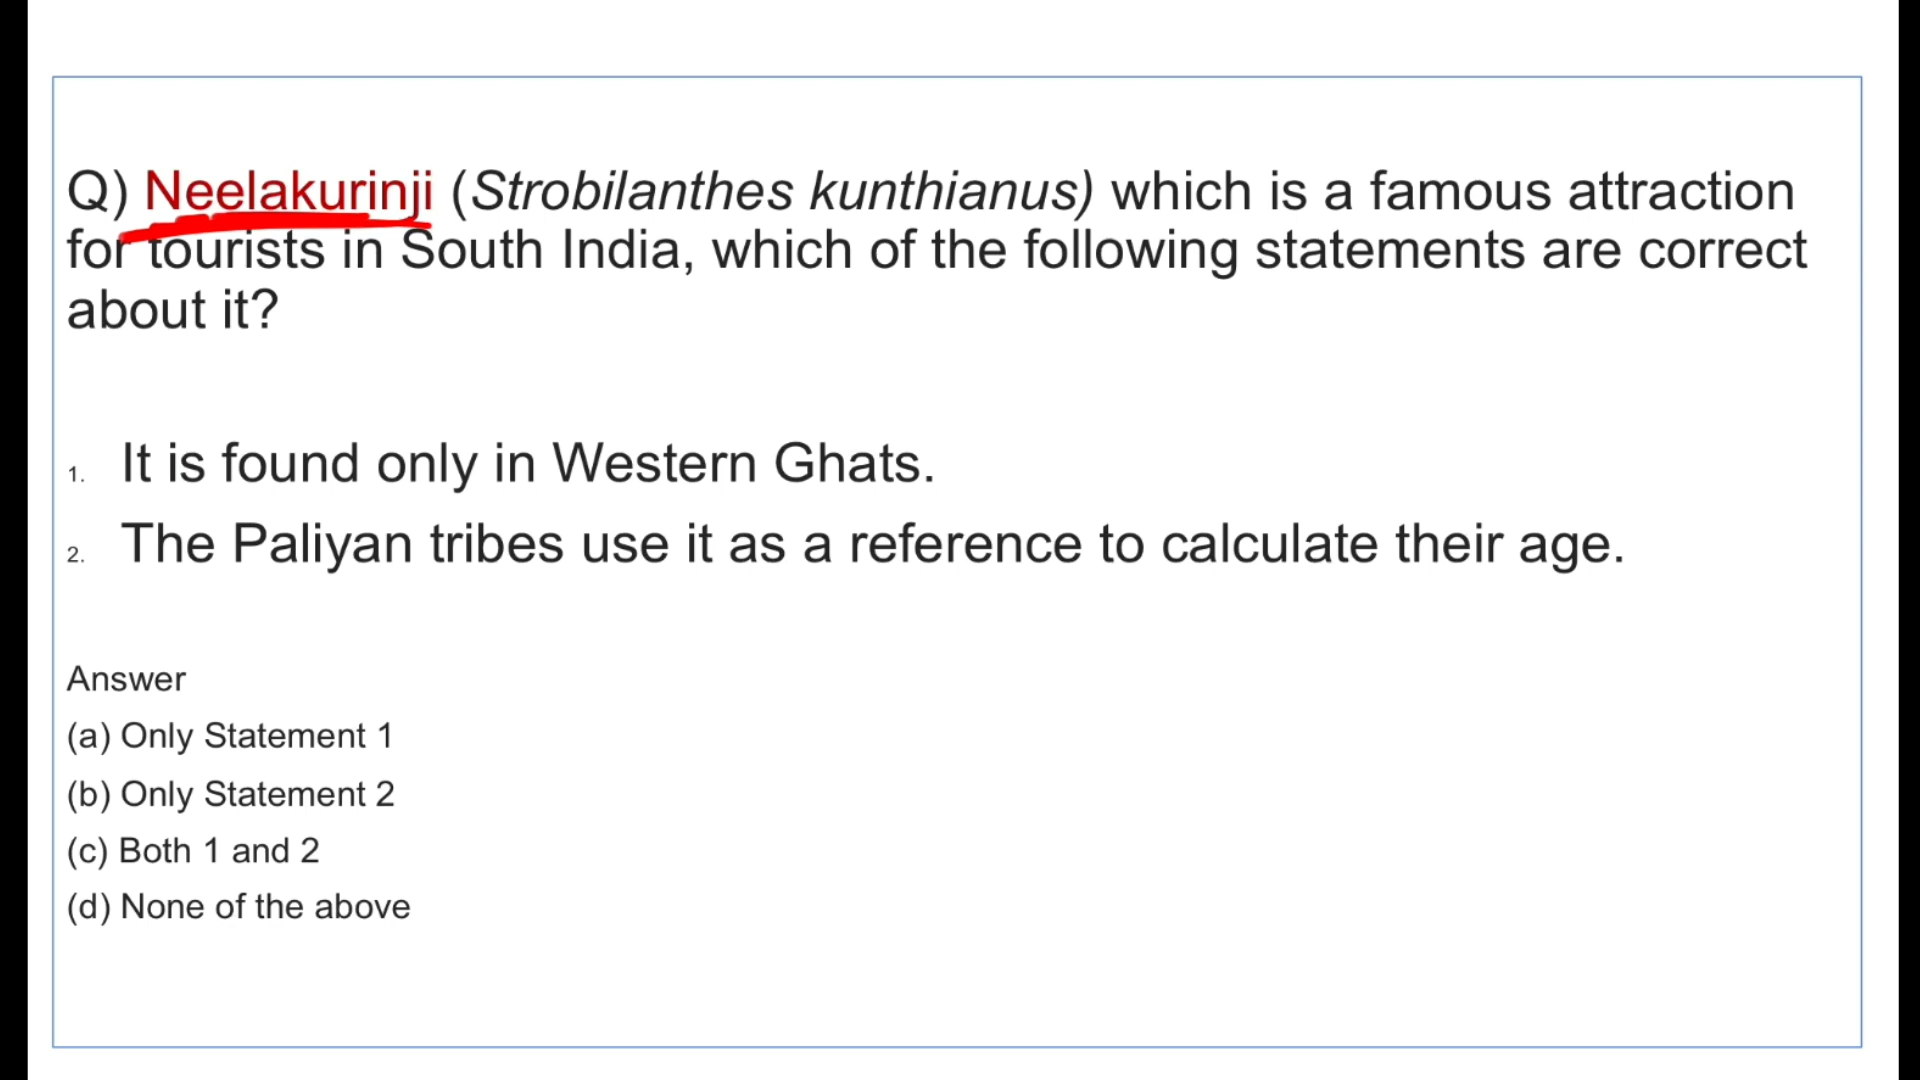 Q) Neelakurinji (Strobilanthes kunthianus) which is a famous attraction
for tourists in South India, which of the following statements are correct
about it?
1. It is found only in Western Ghats.
2. The Paliyan tribes use it as a reference to calculate their age.
Answer
(a) Only Statement 1
(b) Only Statement 2
(c) Both 1 and 2
(d) None of the above